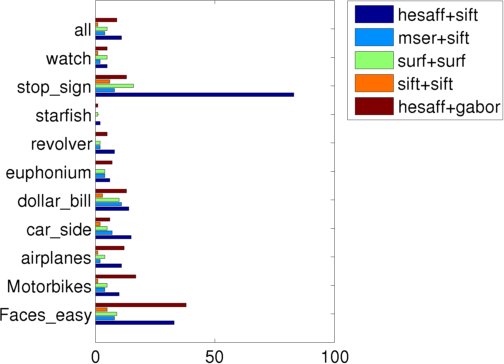 all
watch
stop_sign
starfish
revolver
euphonium
dollar_bill
car_side
airplanes
Motorbikes
Faces_easy
0 50 100
hesaff+sift
mser+sift
surf+surf
sift+sift
hesaff+gabor